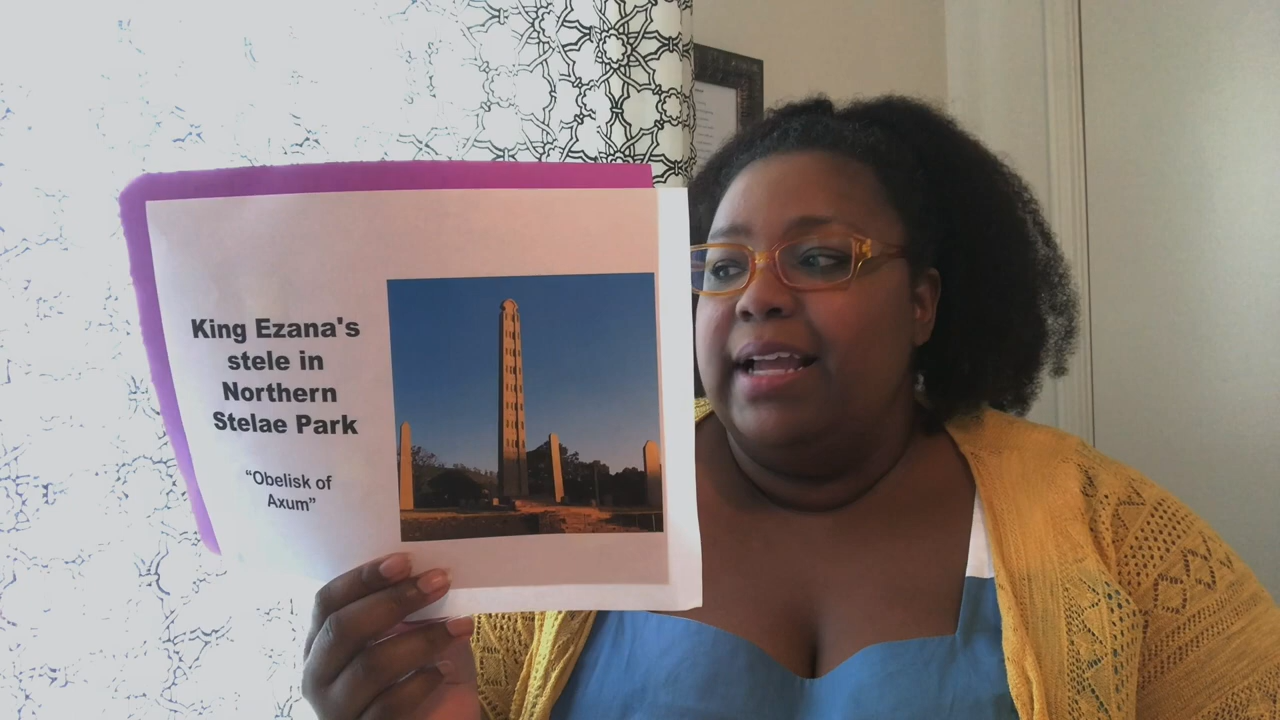 King Ezana's
stele in
Northern
Stelae Park
“Obelisk of
Axum”